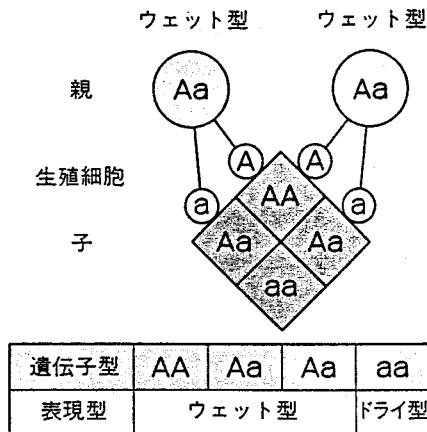 ウェット型 ウェット型
親 Aa Aa
A A
生殖細胞 AA
a a
子 Aa Aa
aa
遺伝子型 AA Aa Aa aa
表現型 ウェット型 ドライ型